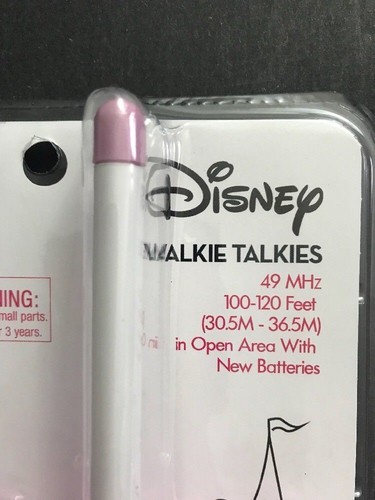 Disney
WALKIE TALKIES
49 MHz
100-120 Feet
(30.5M - 36.5M)
in Open Area With
New Batteries
ING:
mall parts.
r 3 years.